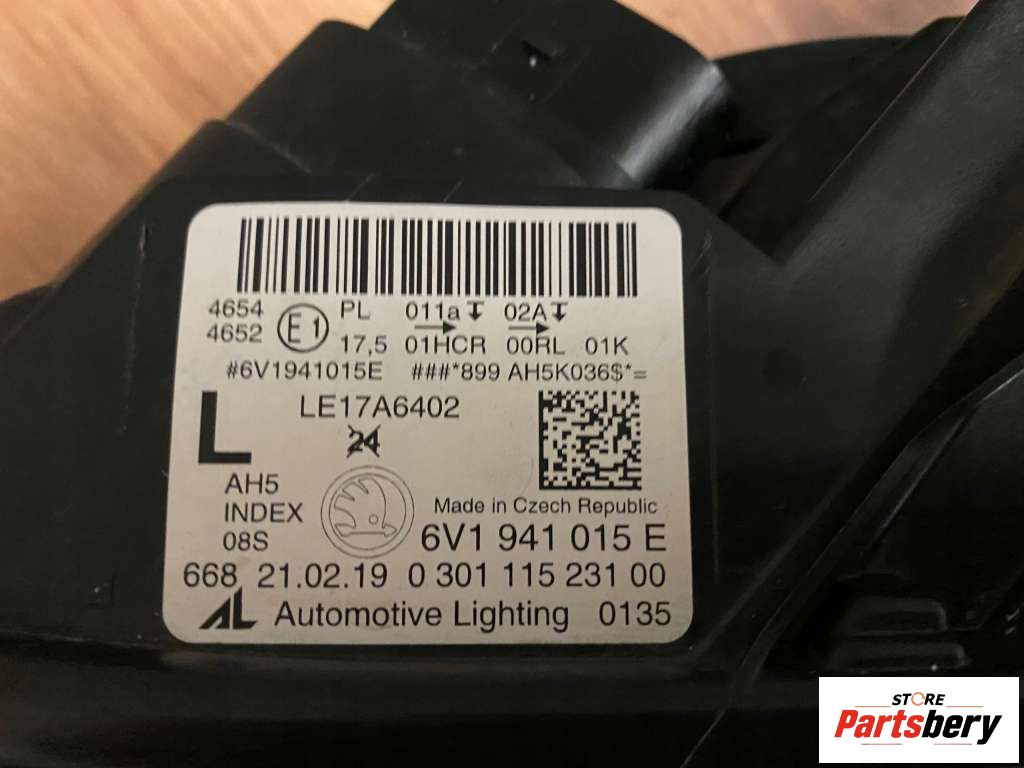 4654 E1 PL 011a 02A
4652 17,5 01HCR 00RL 01K
#6V1941015E ###*899 AH5K036$*=
L LE17A6402
24
AH5
INDEX
08S
Made in Czech Republic
6V1 941 015 E
668 21.02.19 0 301 115 231 00
AL Automotive Lighting 0135
STORE
Partsbery